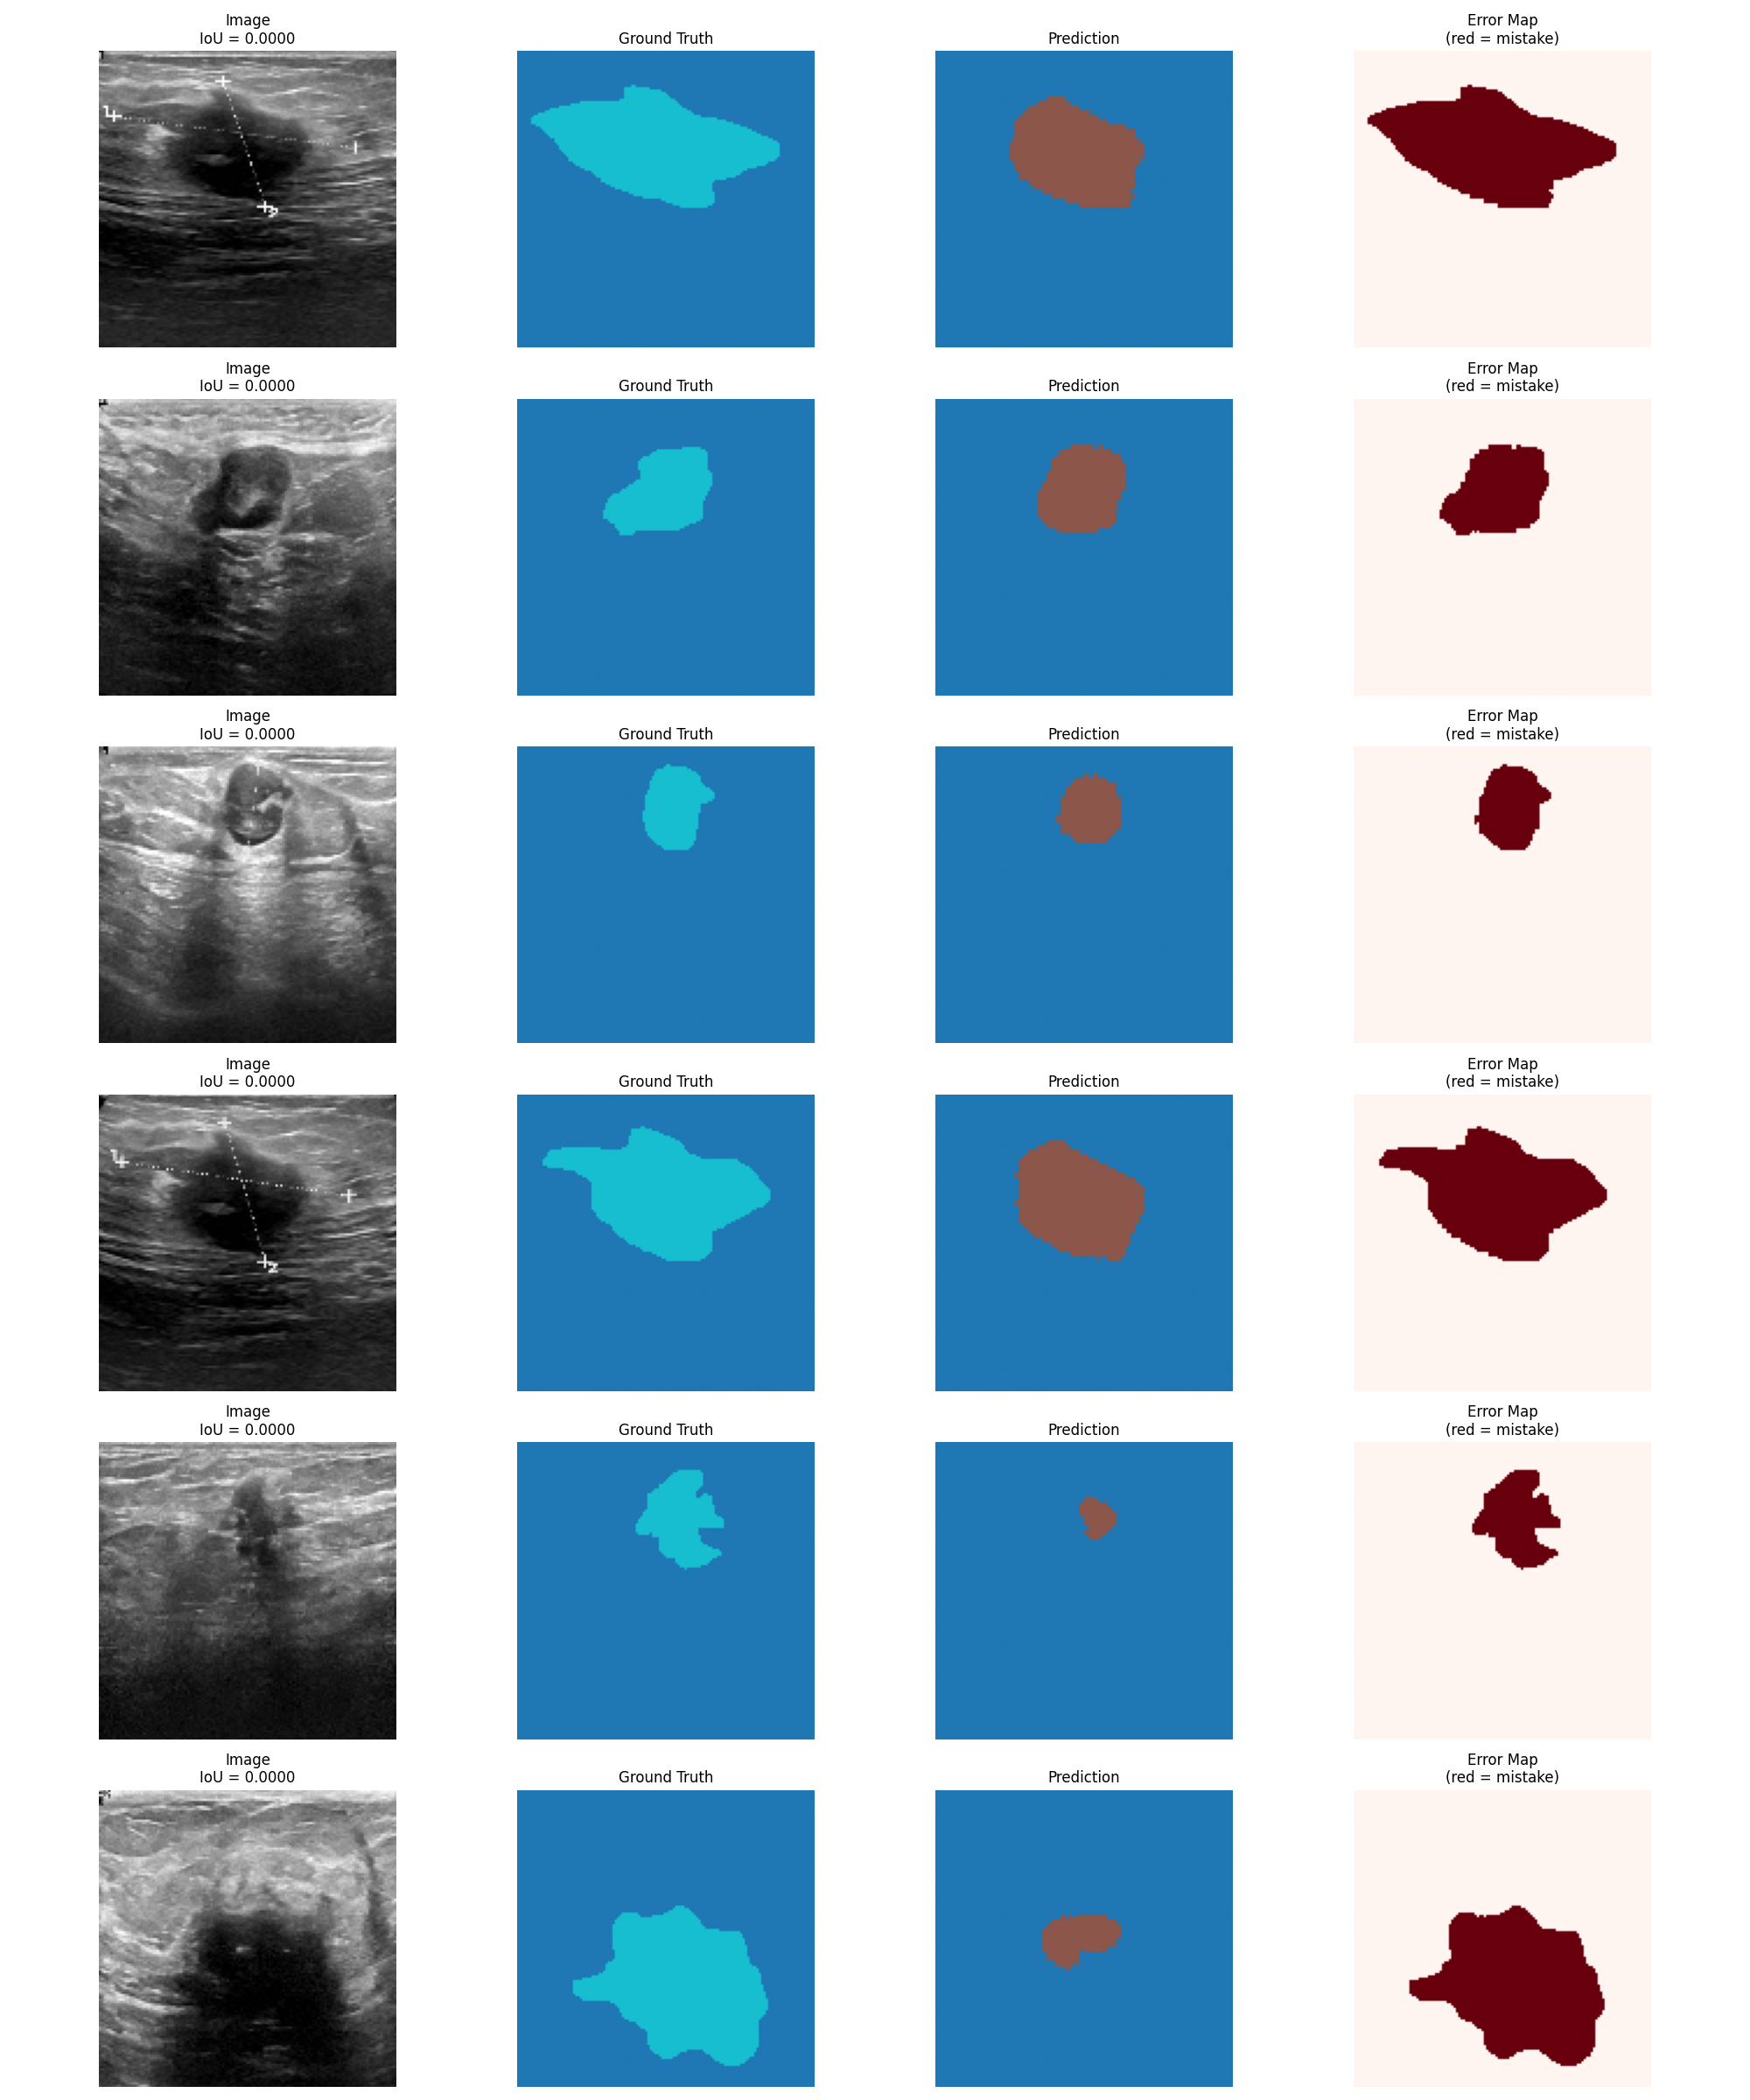 Image
IoU = 0.0000
Ground Truth
Prediction
Error Map
(red = mistake)
Image
IoU = 0.0000
Ground Truth
Prediction
Error Map
(red = mistake)
Image
IoU = 0.0000
Ground Truth
Prediction
Error Map
(red = mistake)
Image
IoU = 0.0000
Ground Truth
Prediction
Error Map
(red = mistake)
Image
IoU = 0.0000
Ground Truth
Prediction
Error Map
(red = mistake)
Image
IoU = 0.0000
Ground Truth
Prediction
Error Map
(red = mistake)